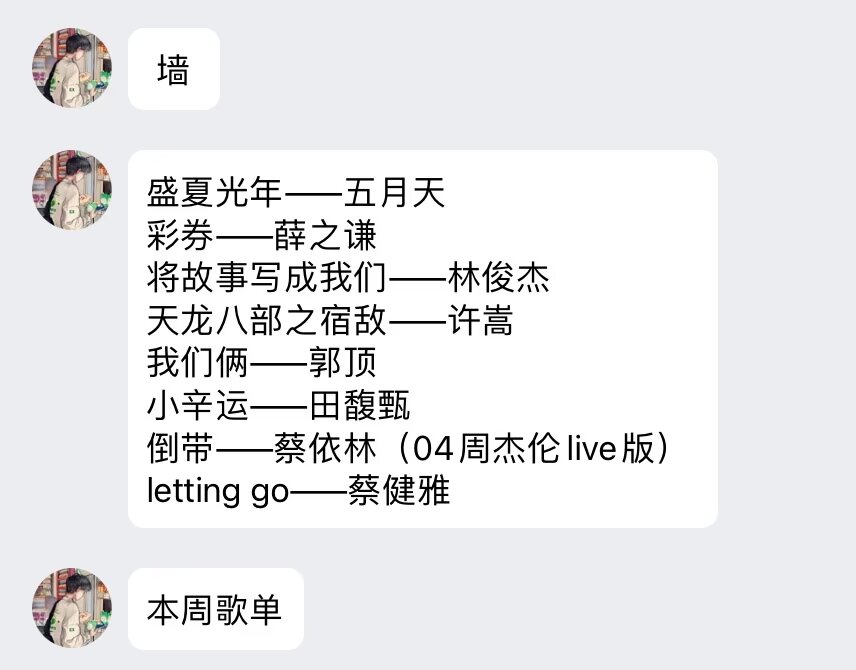 墙
盛夏光年——五月天
彩券——薛之谦
将故事写成我们——林俊杰
天龙八部之宿敌——许嵩
我们俩——郭顶
小辛运——田馥甄
倒带——蔡依林（04周杰伦live版）
letting go——蔡健雅
本周歌单